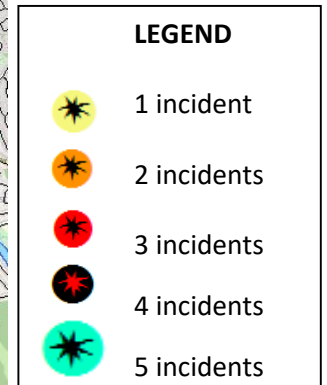 LEGEND
1 incident
2 incidents
3 incidents
4 incidents
5 incidents